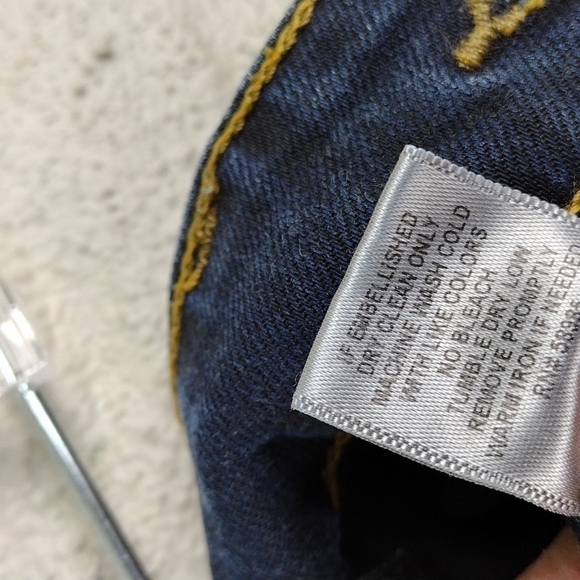 IF EMBELLISHED
DRY CLEAN ONLY
MACHINE WASH COLD
WITH LIKE COLORS
NO BLEACH
TUMBLE DRY LOW
REMOVE PROMPTLY
WARM IRON IF NEEDED